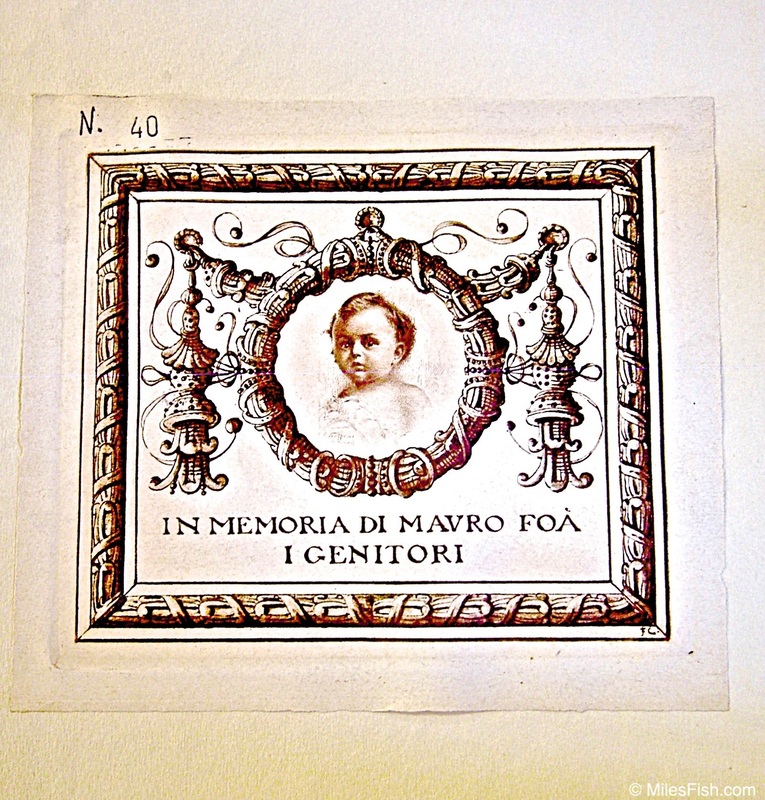 N. 40
IN MEMORIA DI MAVRO FOÀ
I GENITORI
F C.
© MilesFish.com